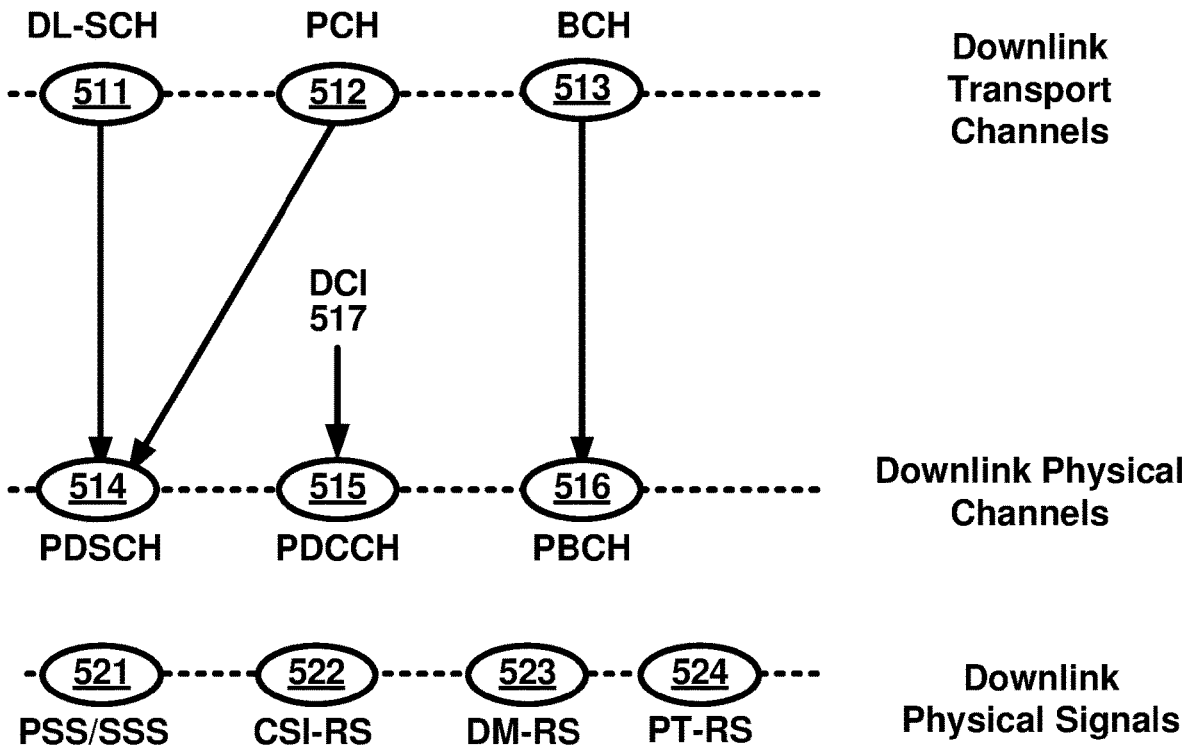 DL-SCH PCH BCH
Downlink
Transport
Channels
511 512 513
DCI
517
514 515 516
PDSCH PDCCH PBCH
Downlink Physical
Channels
521 522 523 524
PSS/SSS CSI-RS DM-RS PT-RS
Downlink
Physical Signals